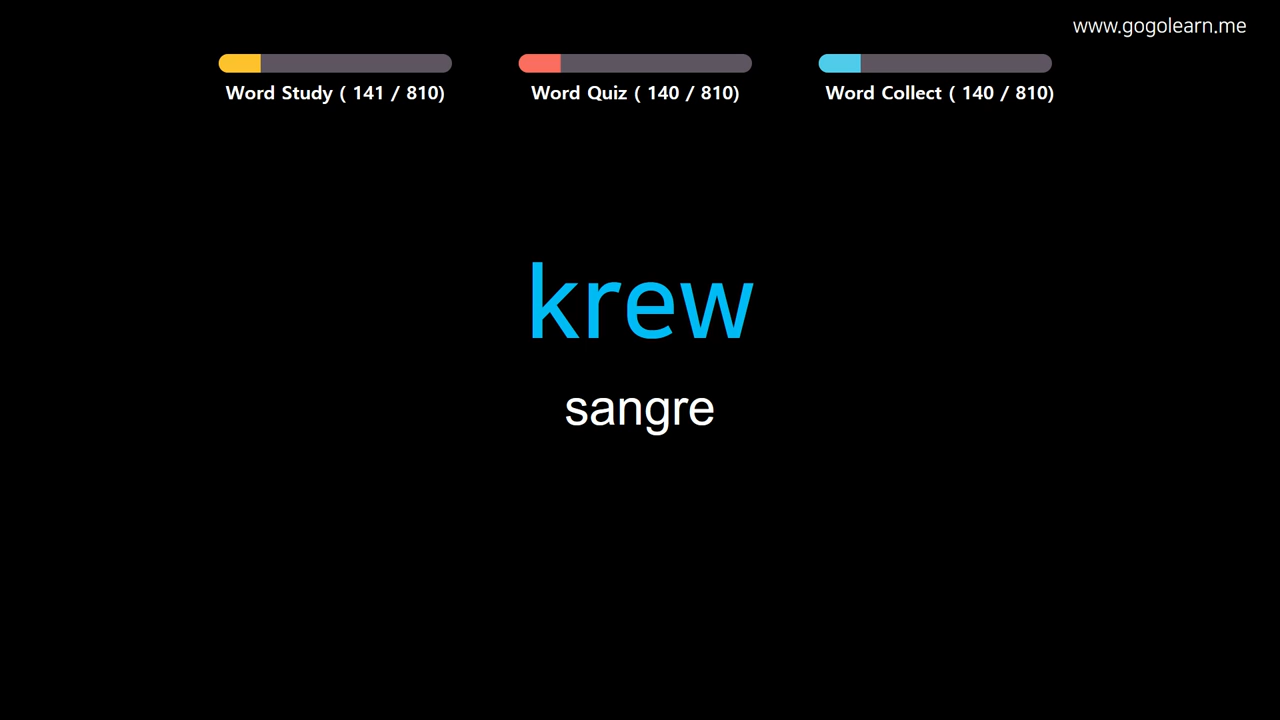 www.gogolearn.me
Word Study ( 141 / 810)
Word Quiz ( 140 / 810)
Word Collect ( 140 / 810)
krew
sangre